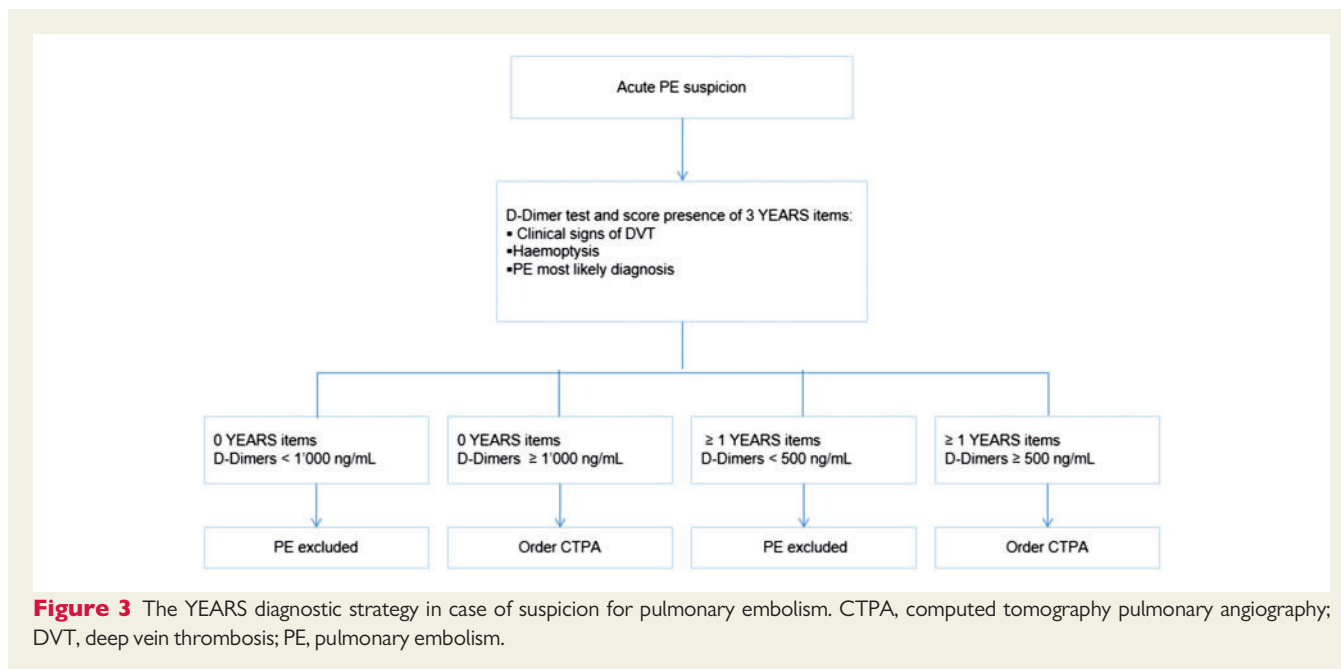 Acute PE suspicion
D-Dimer test and score presence of 3 YEARS items:
▪ Clinical signs of DVT
▪Haemoptysis
▪PE most likely diagnosis
0 YEARS items
D-Dimers < 1'000 ng/mL
0 YEARS items
D-Dimers ≥ 1'000 ng/mL
≥ 1 YEARS items
D-Dimers < 500 ng/mL
≥ 1 YEARS items
D-Dimers ≥ 500 ng/mL
PE excluded
Order CTPA
PE excluded
Order CTPA
Figure 3 The YEARS diagnostic strategy in case of suspicion for pulmonary embolism. CTPA, computed tomography pulmonary angiography;
DVT, deep vein thrombosis; PE, pulmonary embolism.